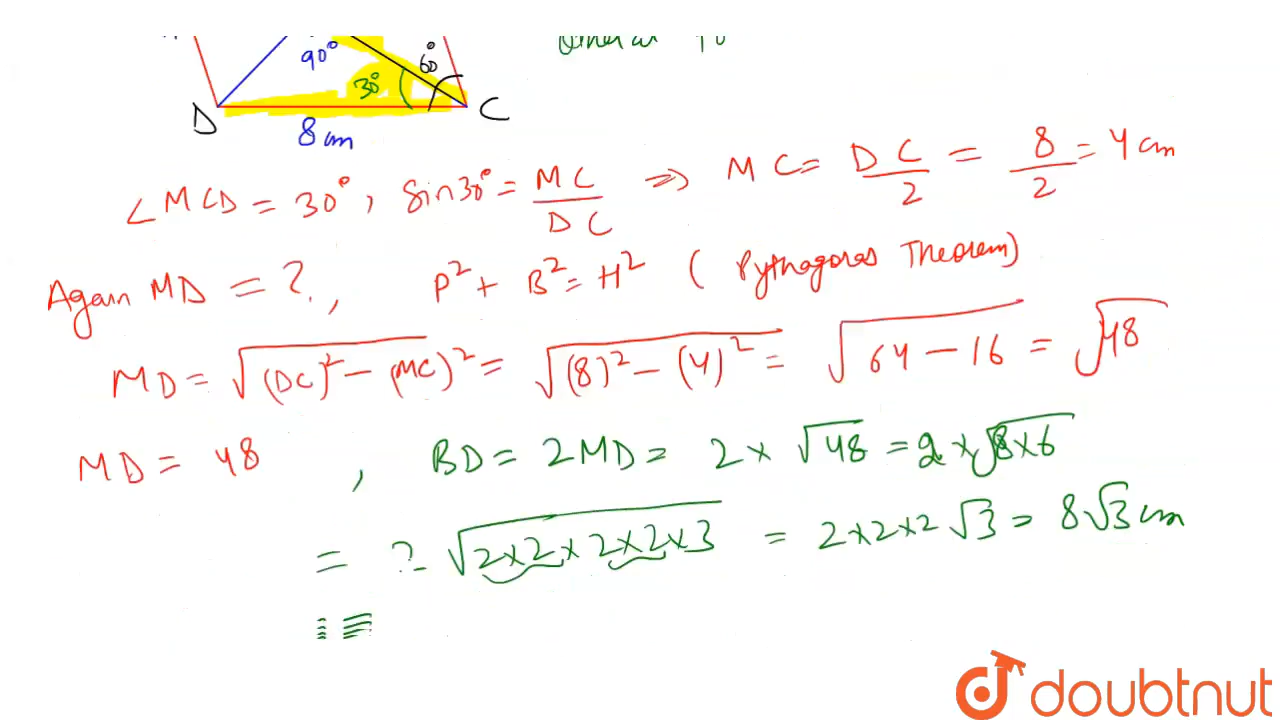 90° 60°
30°
D C
8 cm
∠MCD = 30°, Sin30° = MC/DC => MC = DC/2 = 8/2 = 4 cm
Again MD = ?, P² + B² = H² ( Pythagoras Theorem)
MD = √(DC)² - (MC)² = √(8)² - (4)² = √64 - 16 = √48
MD = 48 , BD = 2MD = 2 × √48 = 2 × √8×6
= 2 √2×2×2×2×3 = 2×2×2 √3 = 8√3 cm
doubtnut